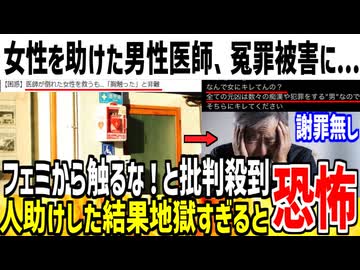 女性を助けた男性医師、冤罪被害に...
【困惑】医師が倒れた女性を救うも...「胸触った」と非難
なんで女にキレてんの?
全ての元凶は数々の痴漢や犯罪をする"男"なので
そちらにキレてください
謝罪無し
フェミから触るな!と批判殺到
人助けした結果地獄すぎると
恐怖